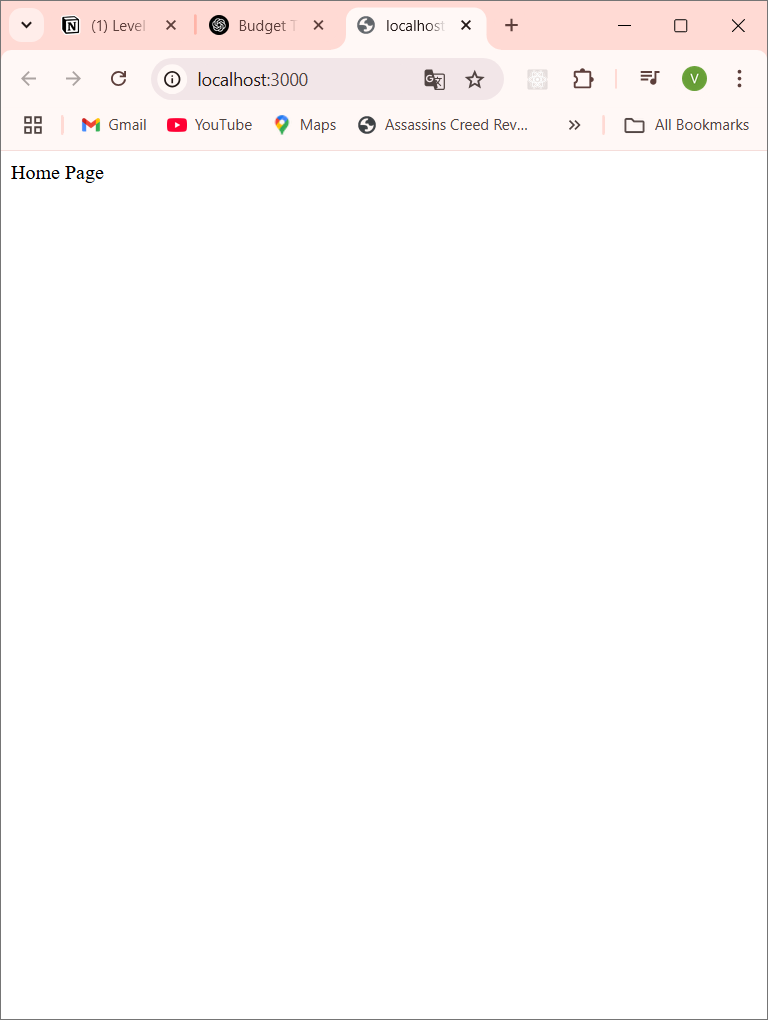 (1) Level
Budget T
localhost
localhost:3000
V
Gmail
YouTube
Maps
Assassins Creed Rev...
All Bookmarks
Home Page